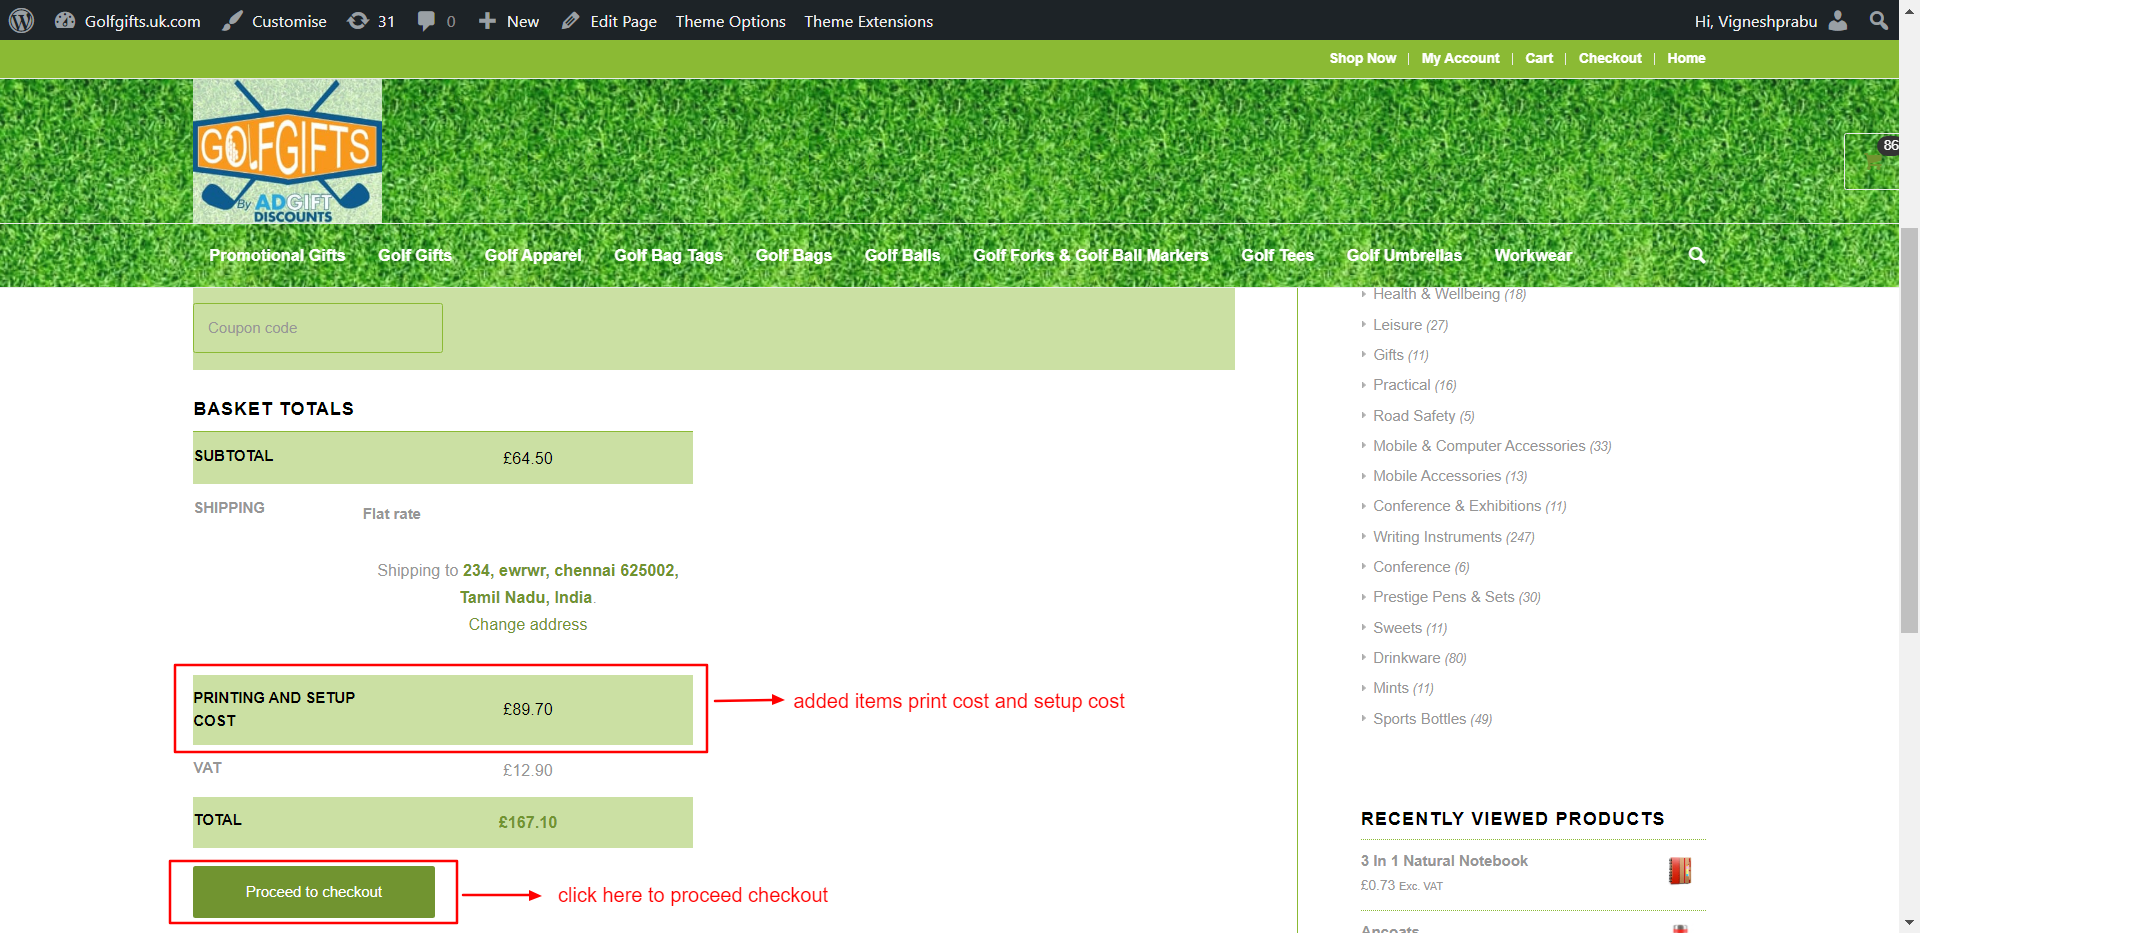 Golfgifts.uk.com Customise 31 0 New Edit Page Theme Options Theme Extensions Hi, Vigneshprabu
Shop Now | My Account | Cart | Checkout | Home
GOLFGIFTS
By ADGIFT
DISCOUNTS
86
Promotional Gifts Golf Gifts Golf Apparel Golf Bag Tags Golf Bags Golf Balls Golf Forks & Golf Ball Markers Golf Tees Golf Umbrellas Workwear
Coupon code
BASKET TOTALS
SUBTOTAL £64.50
SHIPPING Flat rate
Shipping to 234, ewrwr, chennai 625002,
Tamil Nadu, India.
Change address
PRINTING AND SETUP
COST £89.70
added items print cost and setup cost
VAT £12.90
TOTAL £167.10
Proceed to checkout
click here to proceed checkout
Health & Wellbeing (18)
Leisure (27)
Gifts (11)
Practical (16)
Road Safety (5)
Mobile & Computer Accessories (33)
Mobile Accessories (13)
Conference & Exhibitions (11)
Writing Instruments (247)
Conference (6)
Prestige Pens & Sets (30)
Sweets (11)
Drinkware (80)
Mints (11)
Sports Bottles (49)
RECENTLY VIEWED PRODUCTS
3 In 1 Natural Notebook
£0.73 Exc. VAT
Ancoats